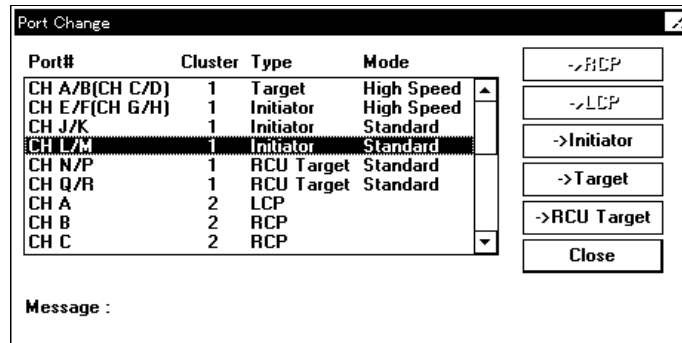 Port Change
Port# Cluster Type Mode
CH A/B(CH C/D) 1 Target High Speed
CH E/F(CH G/H) 1 Initiator High Speed
CH J/K 1 Initiator Standard
CH L/M 1 Initiator Standard
CH N/P 1 RCU Target Standard
CH Q/R 1 RCU Target Standard
CH A 2 LCP
CH B 2 RCP
CH C 2 RCP
->RCP
->LCP
->Initiator
->Target
->RCU Target
Close
Message :